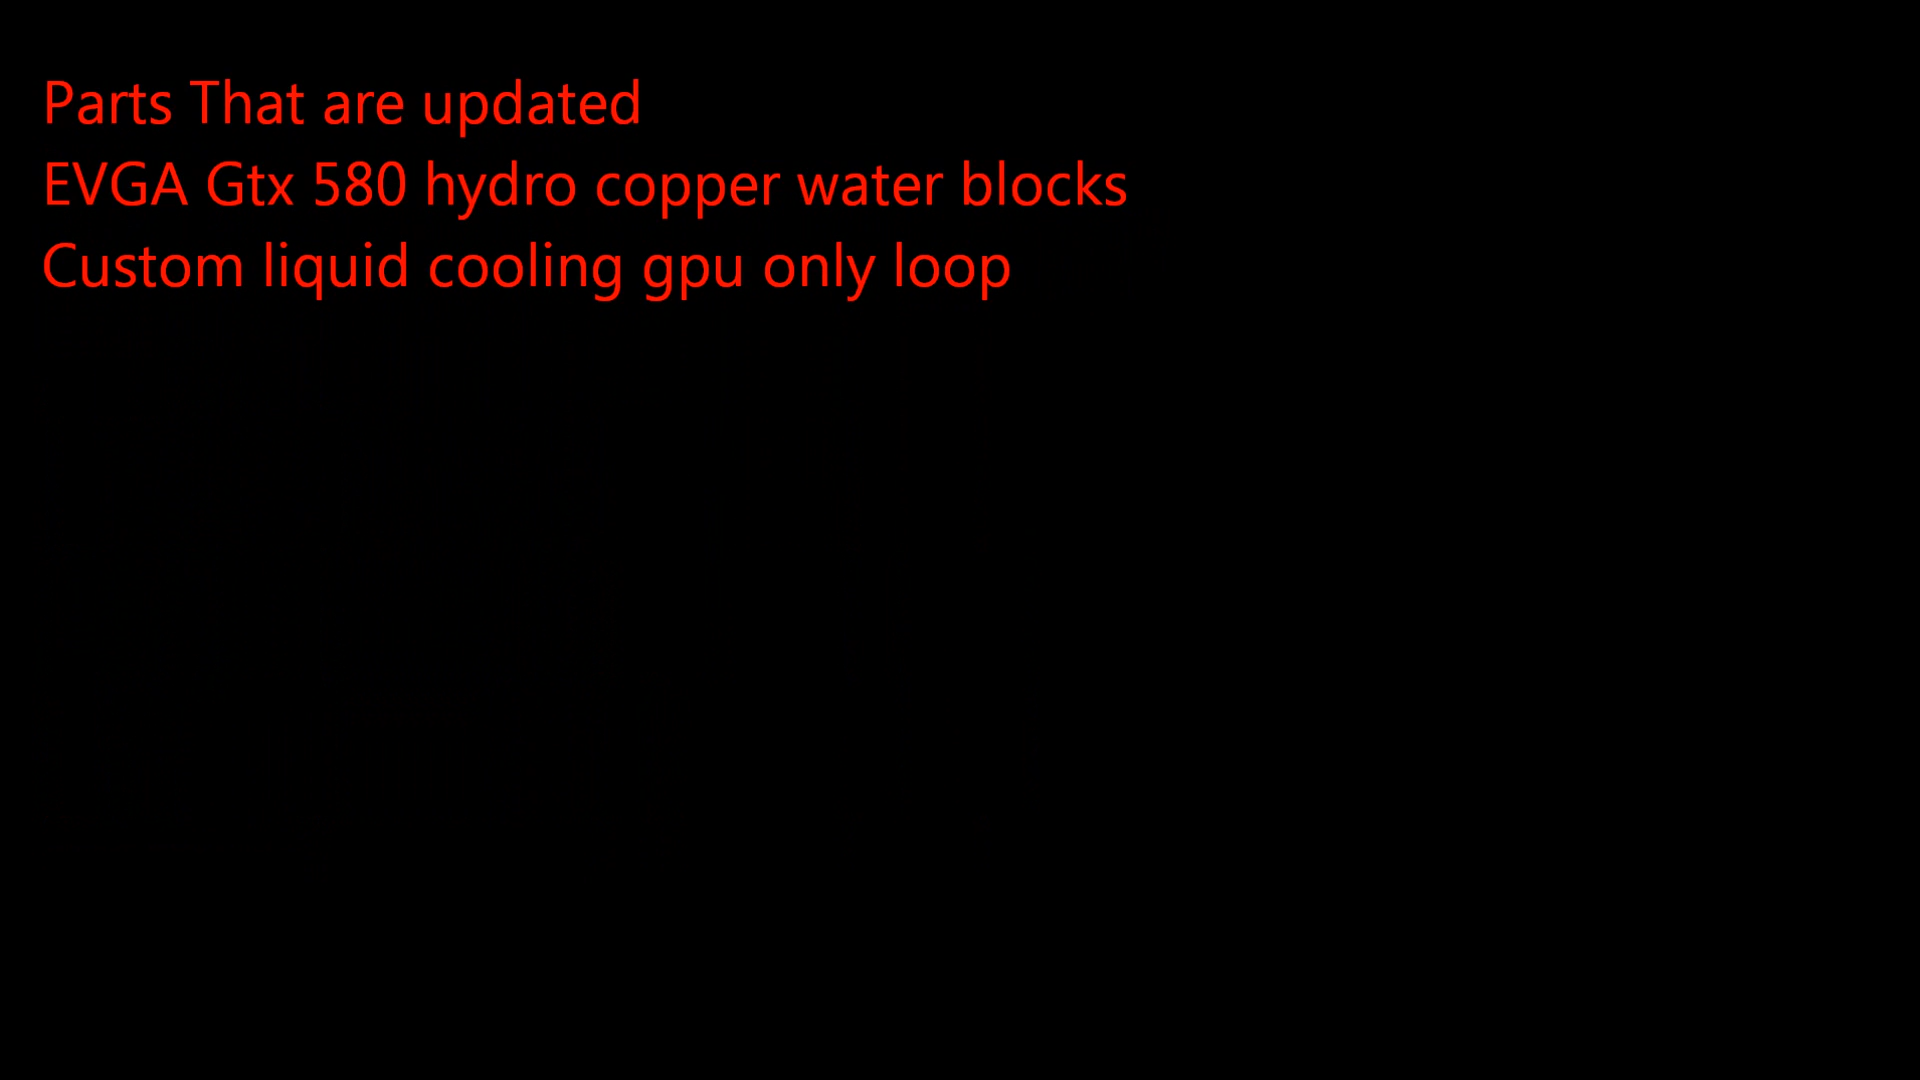 Parts That are updated
EVGA Gtx 580 hydro copper water blocks
Custom liquid cooling gpu only loop